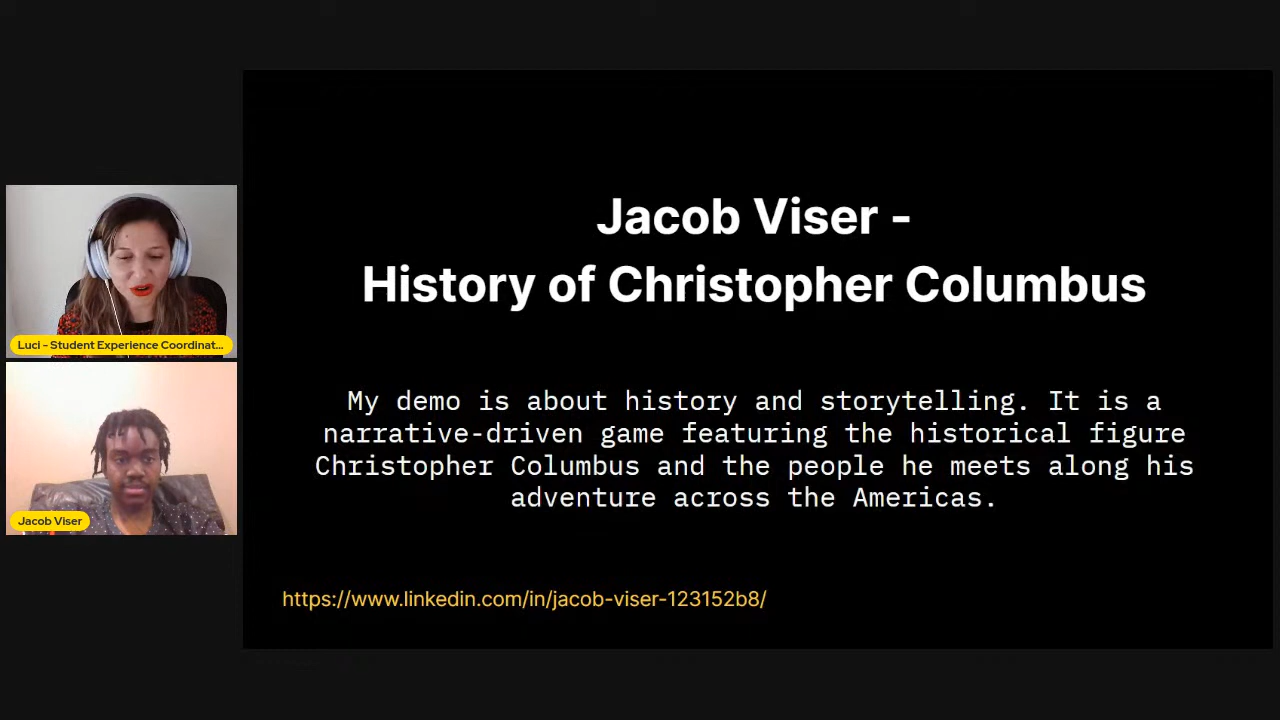 Luci - Student Experience Coordinat...
Jacob Viser
Jacob Viser -
History of Christopher Columbus
My demo is about history and storytelling. It is a
narrative-driven game featuring the historical figure
Christopher Columbus and the people he meets along his
adventure across the Americas.
https://www.linkedin.com/in/jacob-viser-123152b8/